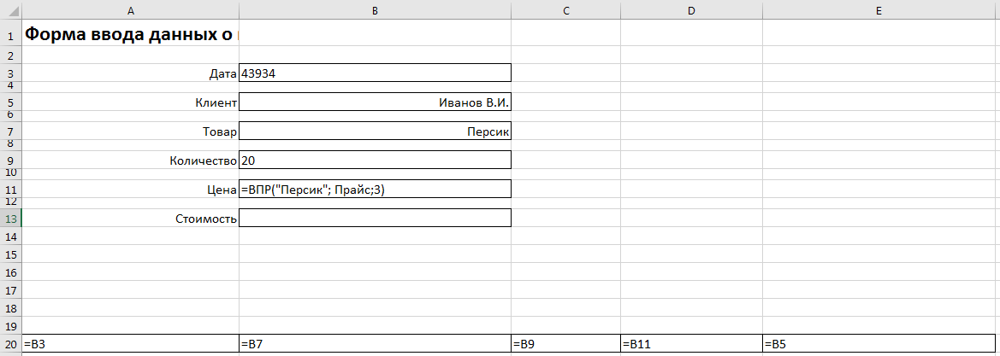 A B C D E
1 Форма ввода данных о
2
3 Дата 43934
4
5 Клиент Иванов В.И.
6
7 Товар Персик
8
9 Количество 20
10
11 Цена =ВПР("Персик"; Прайс;3)
12
13 Стоимость
14
15
16
17
18
19
20 =B3 =B7 =B9 =B11 =B5